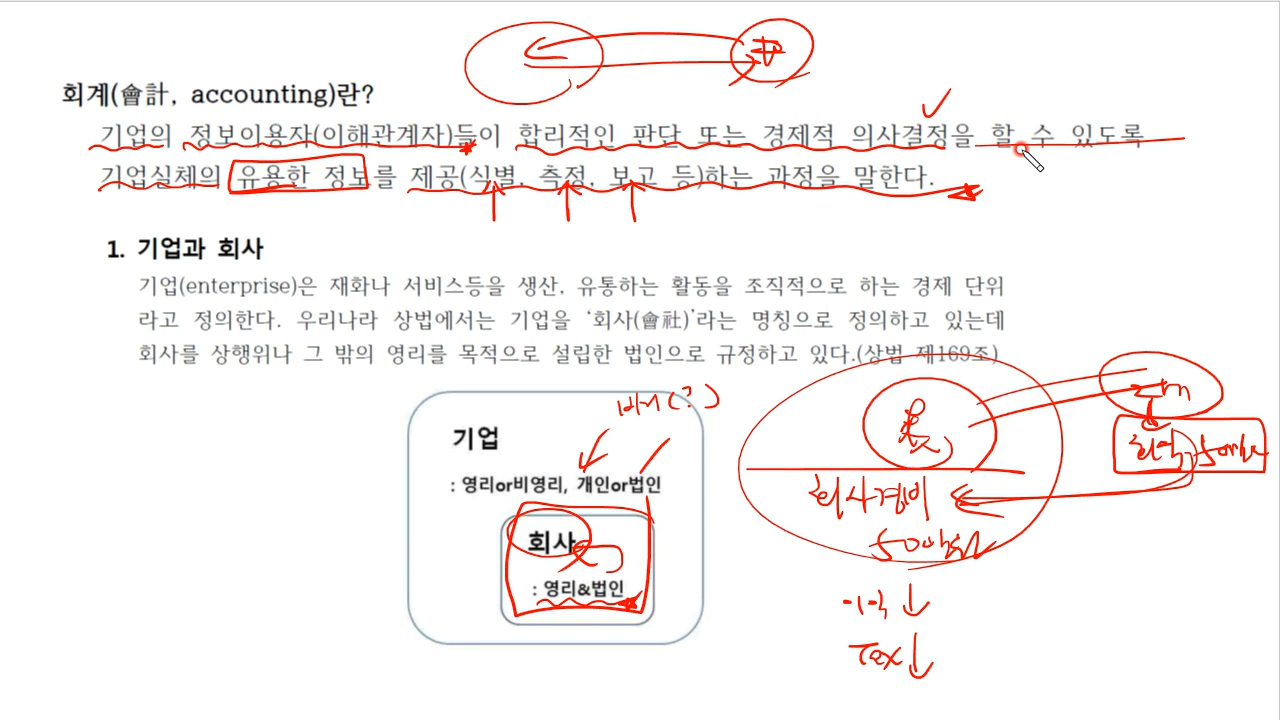 회계(會計, accounting)란?
기업의 정보이용자(이해관계자)들이 합리적인 판단 또는 경제적 의사결정을 할 수 있도록
기업실체의 유용한 정보를 제공(식별, 측정, 보고 등)하는 과정을 말한다.
1. 기업과 회사
기업(enterprise)은 재화나 서비스등을 생산, 유통하는 활동을 조직적으로 하는 경제 단위
라고 정의한다. 우리나라 상법에서는 기업을 ‘회사(會社)’라는 명칭으로 정의하고 있는데
회사를 상행위나 그 밖의 영리를 목적으로 설립한 법인으로 규정하고 있다.(상법 제169조)
기업
: 영리or비영리, 개인or법인
회사
: 영리&법인
회사경비
Tax↓